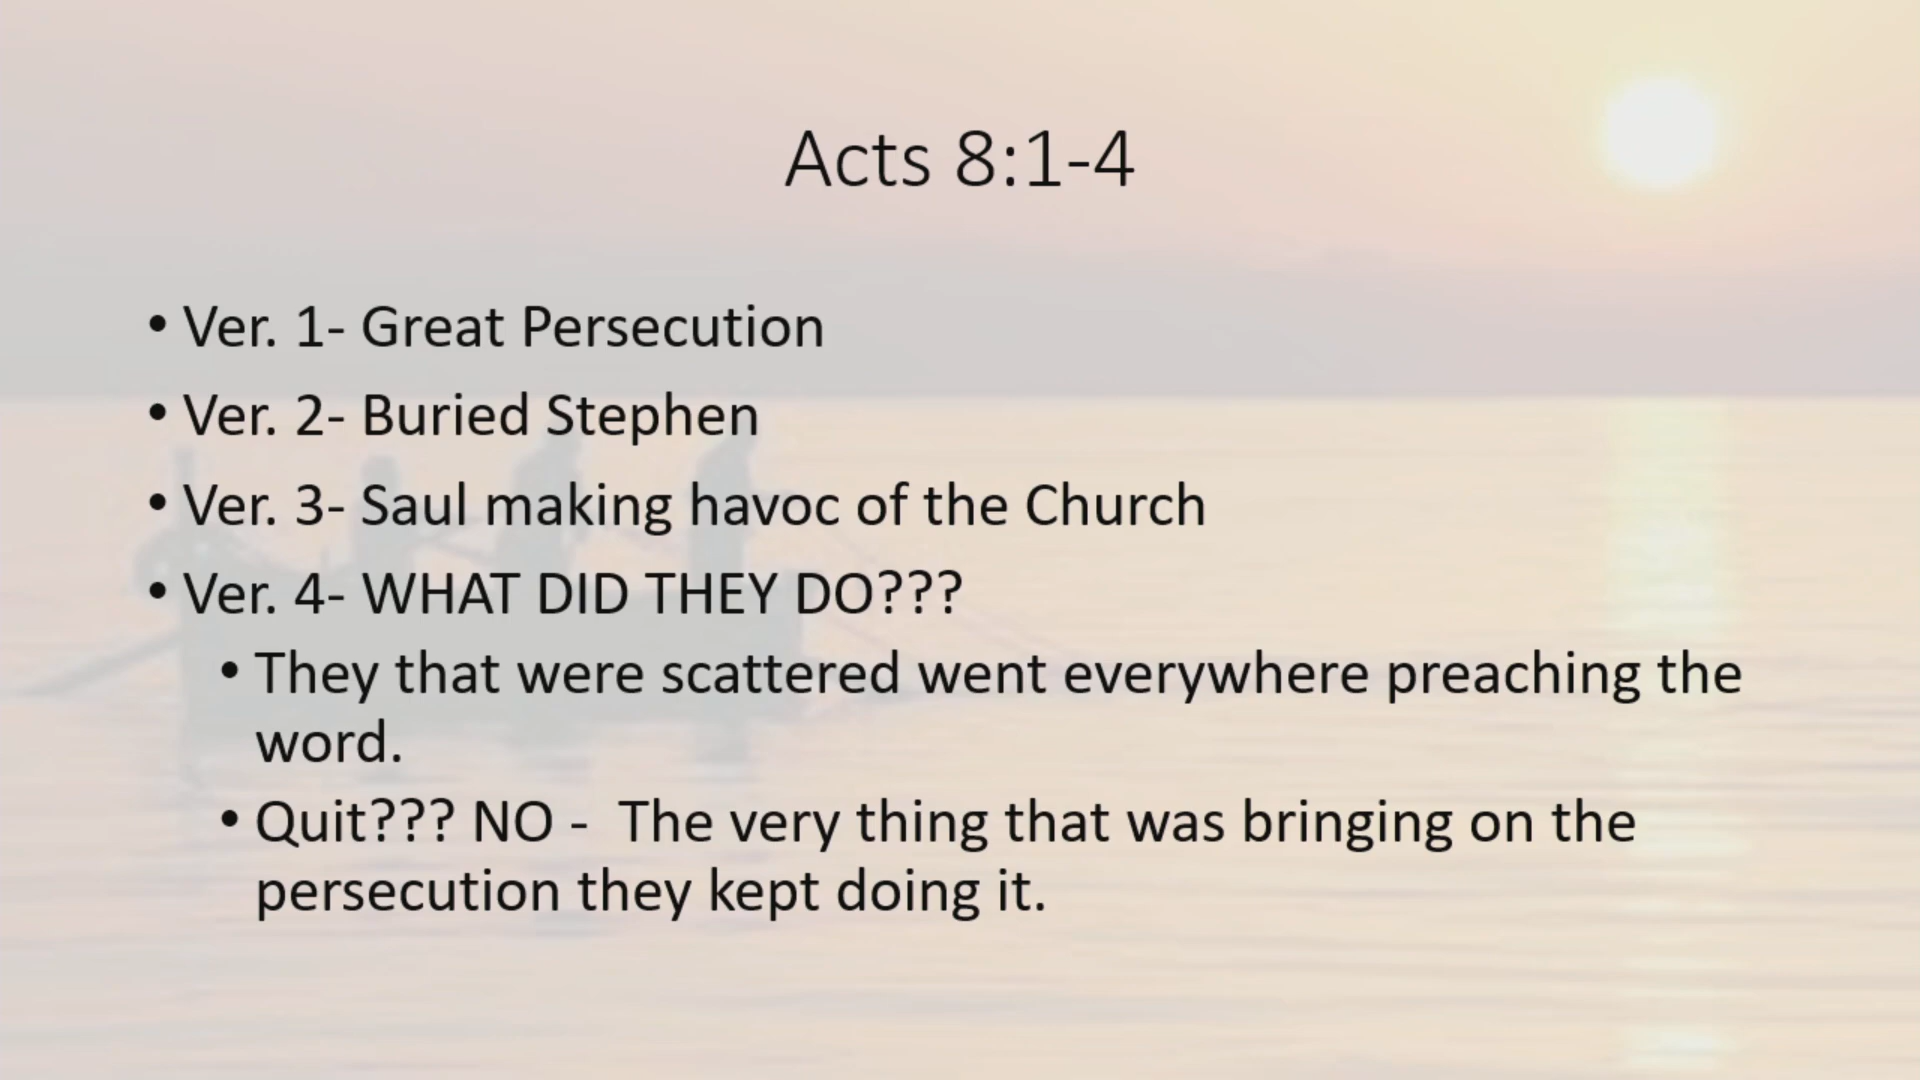 Acts 8:1-4
• Ver. 1- Great Persecution
• Ver. 2- Buried Stephen
• Ver. 3- Saul making havoc of the Church
• Ver. 4- WHAT DID THEY DO???
• They that were scattered went everywhere preaching the
word.
• Quit??? NO -  The very thing that was bringing on the
persecution they kept doing it.